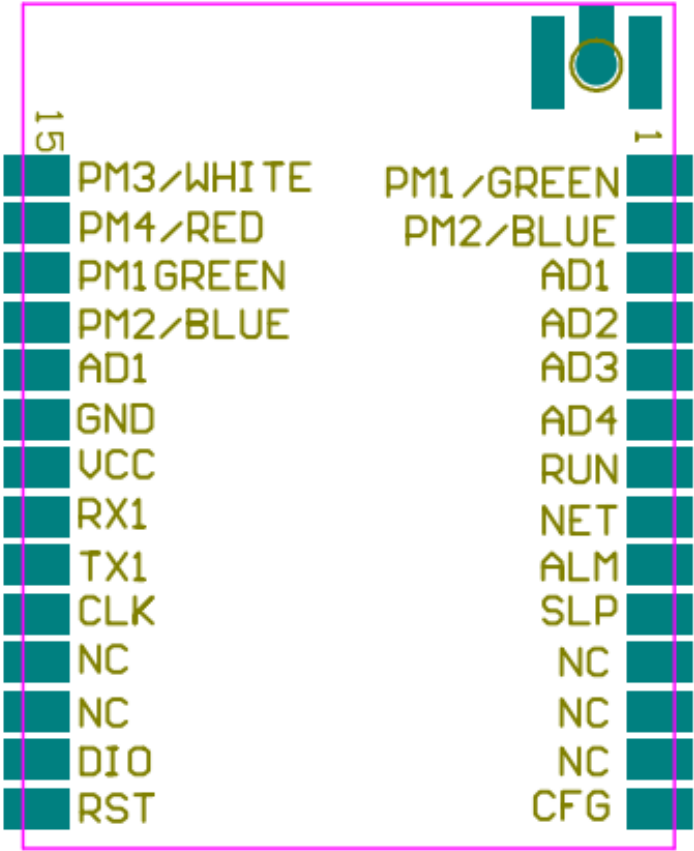 15
1
PM3/WHITE
PM4/RED
PM1GREEN
PM2/BLUE
AD1
GND
VCC
RX1
TX1
CLK
NC
NC
DIO
RST
PM1/GREEN
PM2/BLUE
AD1
AD2
AD3
AD4
RUN
NET
ALM
SLP
NC
NC
NC
CFG